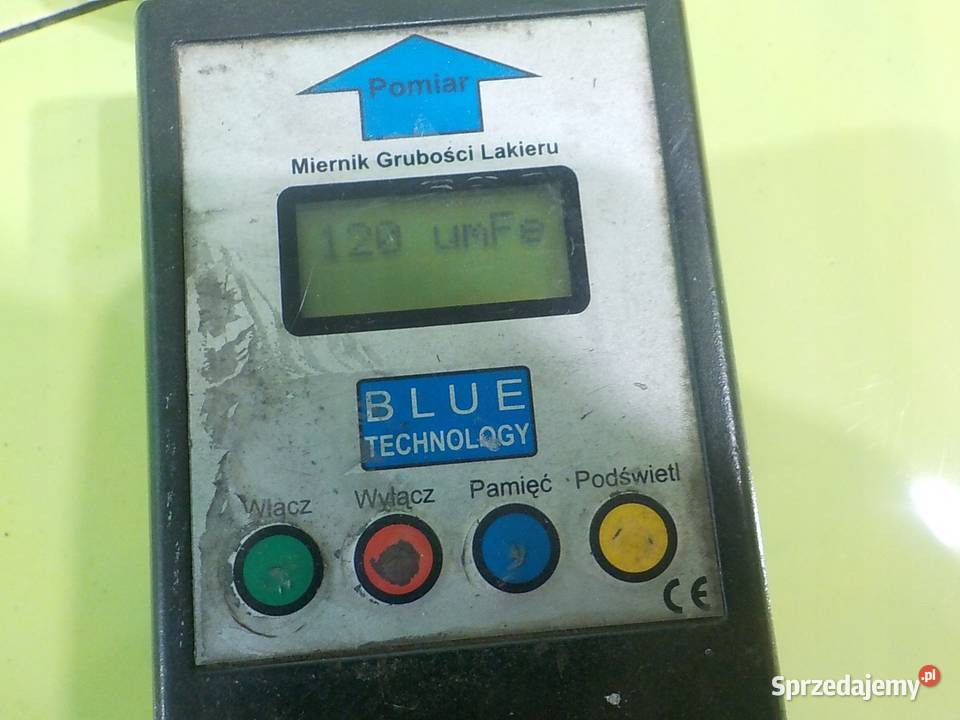 Pomiar
Miernik Grubości Lakieru
120 umFe
BLUE
TECHNOLOGY
Włącz Wyłącz Pamięć Podświetl
CE
Sprzedajemy.pl